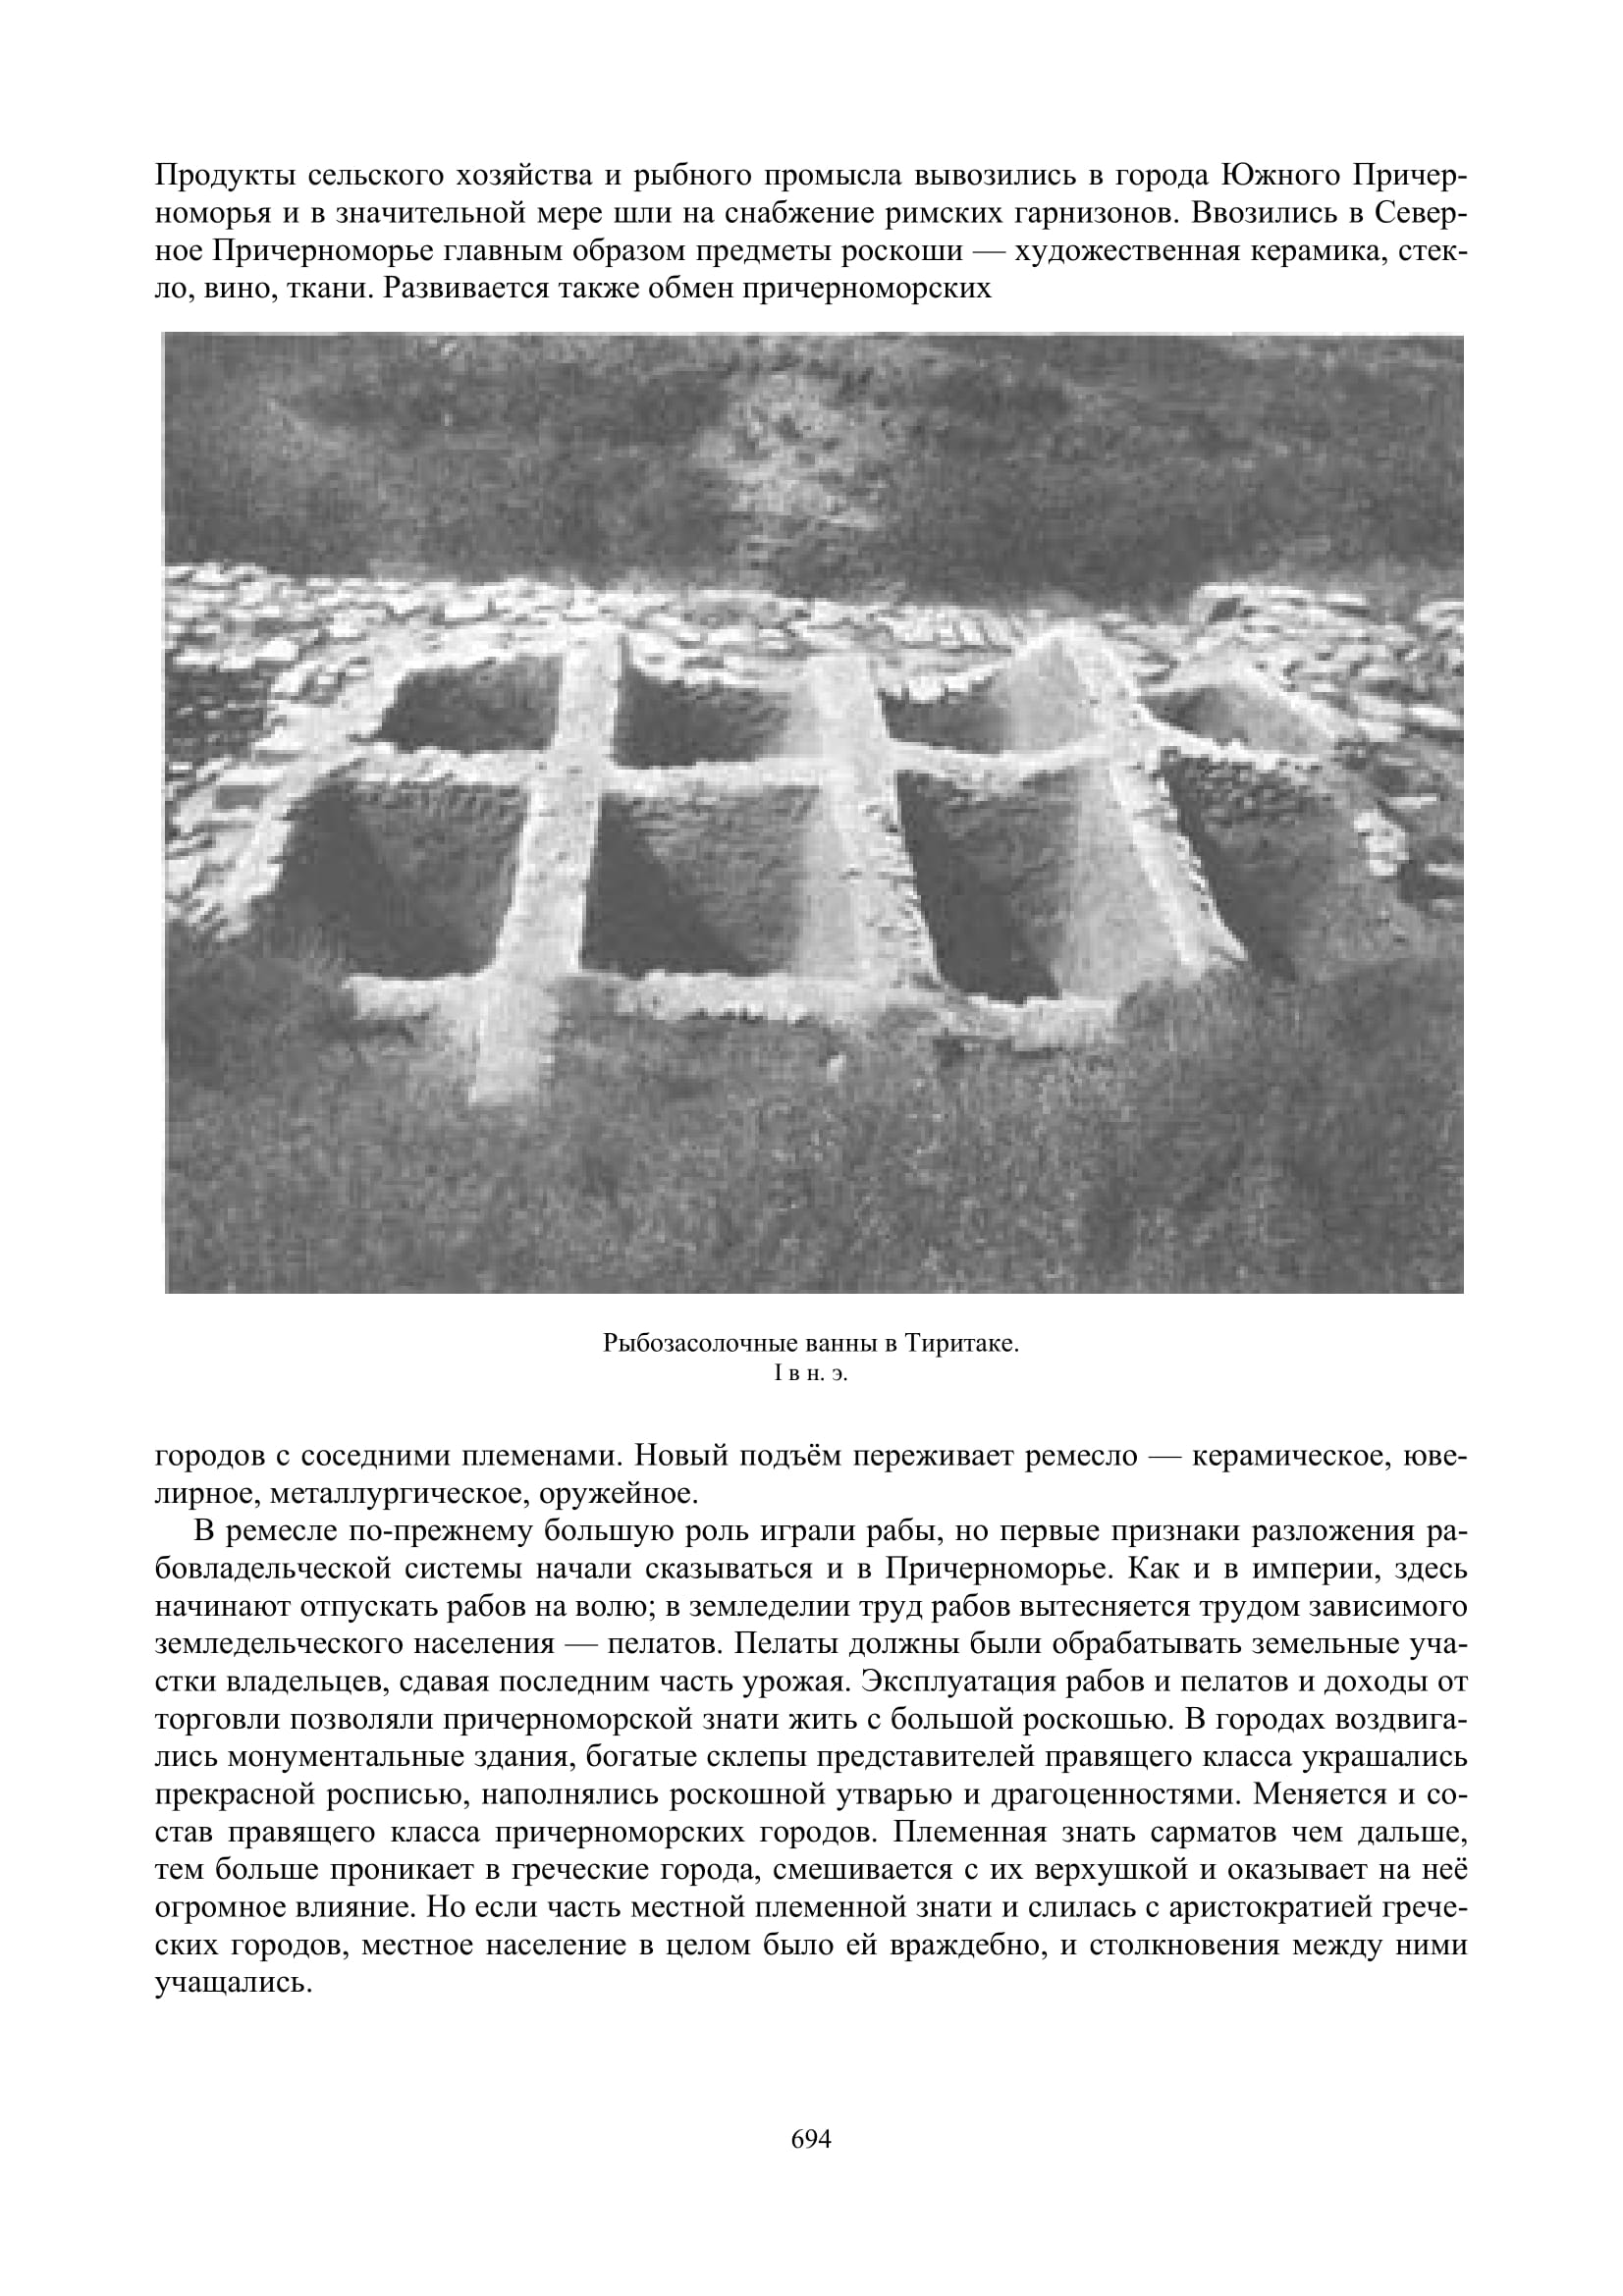 Продукты сельского хозяйства и рыбного промысла вывозились в города Южного Причер-
номорья и в значительной мере шли на снабжение римских гарнизонов. Ввозились в Север-
ное Причерноморье главным образом предметы роскоши — художественная керамика, стек-
ло, вино, ткани. Развивается также обмен причерноморских
Рыбозасолочные ванны в Тиритаке.
I в н. э.
городов с соседними племенами. Новый подъём переживает ремесло — керамическое, юве-
лирное, металлургическое, оружейное.
В ремесле по-прежнему большую роль играли рабы, но первые признаки разложения ра-
бовладельческой системы начали сказываться и в Причерноморье. Как и в империи, здесь
начинают отпускать рабов на волю; в земледелии труд рабов вытесняется трудом зависимого
земледельческого населения — пелатов. Пелаты должны были обрабатывать земельные уча-
стки владельцев, сдавая последним часть урожая. Эксплуатация рабов и пелатов и доходы от
торговли позволяли причерноморской знати жить с большой роскошью. В городах воздвига-
лись монументальные здания, богатые склепы представителей правящего класса украшались
прекрасной росписью, наполнялись роскошной утварью и драгоценностями. Меняется и со-
став правящего класса причерноморских городов. Племенная знать сарматов чем дальше,
тем больше проникает в греческие города, смешивается с их верхушкой и оказывает на неё
огромное влияние. Но если часть местной племенной знати и слилась с аристократией грече-
ских городов, местное население в целом было ей враждебно, и столкновения между ними
учащались.
694